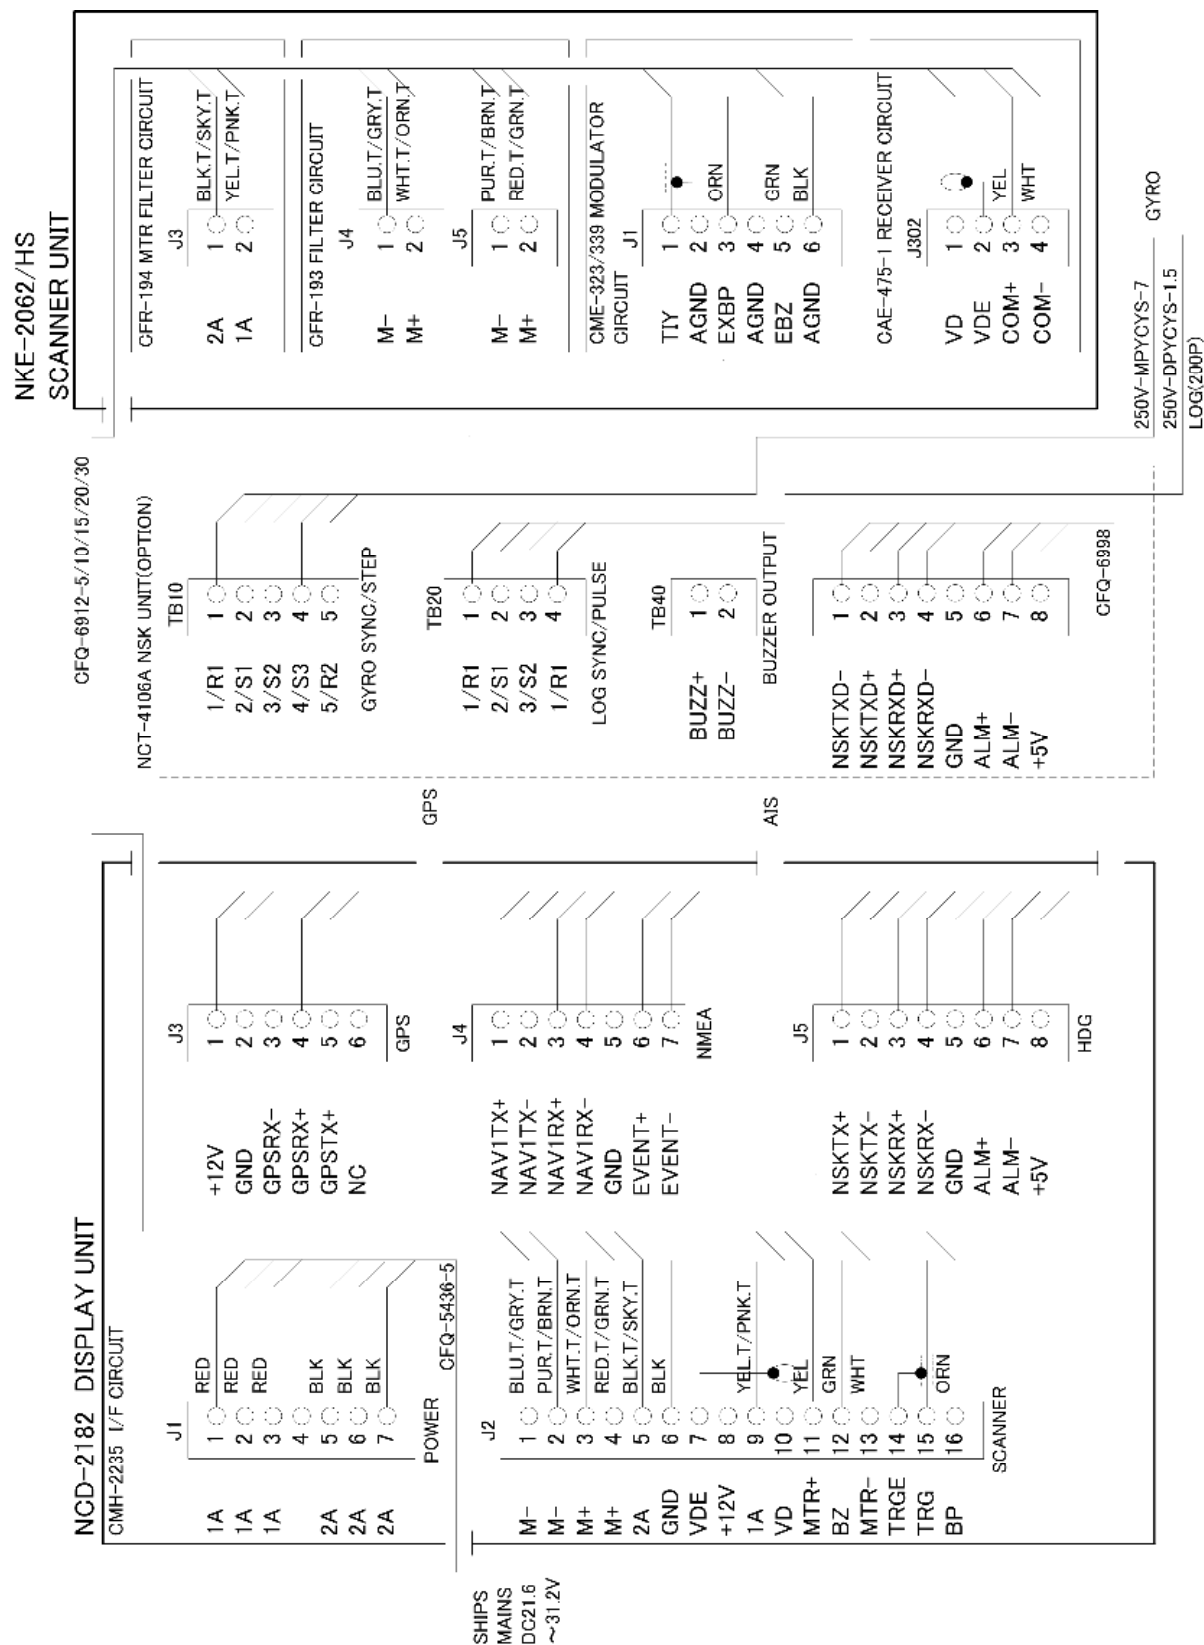 NKE-2062/HS
SCANNER UNIT
CFR-194 MTR FILTER CIRCUIT
J3
2A 1 BLK.T/SKY.T
1A 2 YEL.T/PNK.T
CFR-193 FILTER CIRCUIT
J4
M- 1 BLU.T/GRY.T
M+ 2 WHT.T/ORN.T
J5
M- 1 PUR.T/BRN.T
M+ 2 RED.T/GRN.T
CME-323/339 MODULATOR
CIRCUIT
J1
TIY 1
AGND 2 ORN
EXBP 3
AGND 4 GRN
EBZ 5 BLK
AGND 6
CAE-475-1 RECEIVER CIRCUIT
J302
VD 1
VDE 2 YEL
COM+ 3 WHT
COM- 4
CFQ-6912-5/10/15/20/30
NCT-4106A NSK UNIT(OPTION)
TB10
1/R1 1
2/S1 2
3/S2 3
4/S3 4
5/R2 5
GYRO SYNC/STEP
TB20
1/R1 1
2/S1 2
3/S2 3
1/R1 4
LOG SYNC/PULSE
TB40
BUZZ+ 1
BUZZ- 2
BUZZER OUTPUT
NSKTXD- 1
NSKTXD+ 2
NSKRXD+ 3
NSKRXD- 4
GND 5
ALM+ 6
ALM- 7
+5V 8
CFQ-6998
250V-MPYCYS-7 GYRO
250V-DPYCYS-1.5
LOG(200P)
GPS
AIS
NCD-2182 DISPLAY UNIT
CMH-2235 I/F CIRCUIT
J3
+12V 1
GND 2
GPSRX- 3
GPSRX+ 4
GPSTX+ 5
NC 6
GPS
J4
NAV1TX+ 1
NAV1TX- 2
NAV1RX+ 3
NAV1RX- 4
GND 5
EVENT+ 6
EVENT- 7
NMEA
J5
NSKTX+ 1
NSKTX- 2
NSKRX+ 3
NSKRX- 4
GND 5
ALM+ 6
ALM- 7
+5V 8
HDG
J1
1A 1 RED
1A 2 RED
1A 3 RED
4
2A 5 BLK
2A 6 BLK
2A 7 BLK
POWER
CFQ-5436-5
J2
M- 1 BLU.T/GRY.T
M- 2 PUR.T/BRN.T
M+ 3 WHT.T/ORN.T
M+ 4 RED.T/GRN.T
2A 5 BLK.T/SKY.T
GND 6 BLK
VDE 7
+12V 8
1A 9 YEL.T/PNK.T
VD 10
MTR+ 11 YEL
BZ 12 GRN
MTR- 13 WHT
TRGE 14
TRG 15
BP 16 ORN
SCANNER
SHIPS
MAINS
DC21.6
～31.2V